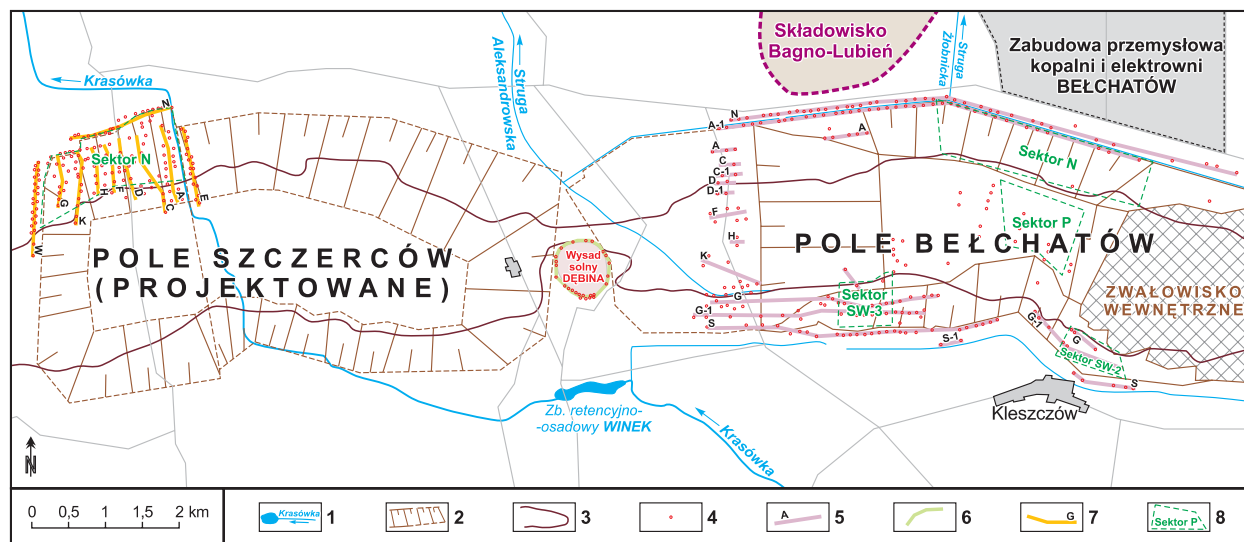 Składowisko
Bagno-Lubień
Zabudowa przemysłowa
kopalni i elektrowni
BEŁCHATÓW
Struga
Żłobnicka
Struga
Aleksandrowska
Krasówka
N
Sektor N
W
G
K
H
F
D
C
A
E
POLE SZCZERCÓW
(PROJEKTOWANE)
Wysad
solny
DĘBINA
N
A-1
A
A
C
C-1
D
D-1
F
H
K
G
G-1
S
Sektor N
Sektor P
POLE BEŁCHATÓW
Sektor
SW-3
S-1
ZWAŁOWISKO
WEWNĘTRZNE
G-1
G
Sektor SW-2
S
Kleszczów
Zb. retencyjno-
-osadowy WINEK
Krasówka
N
0 0,5 1 1,5 2 km
Krasówka 1
2
3
4
A 5
6
G 7
Sektor P 8